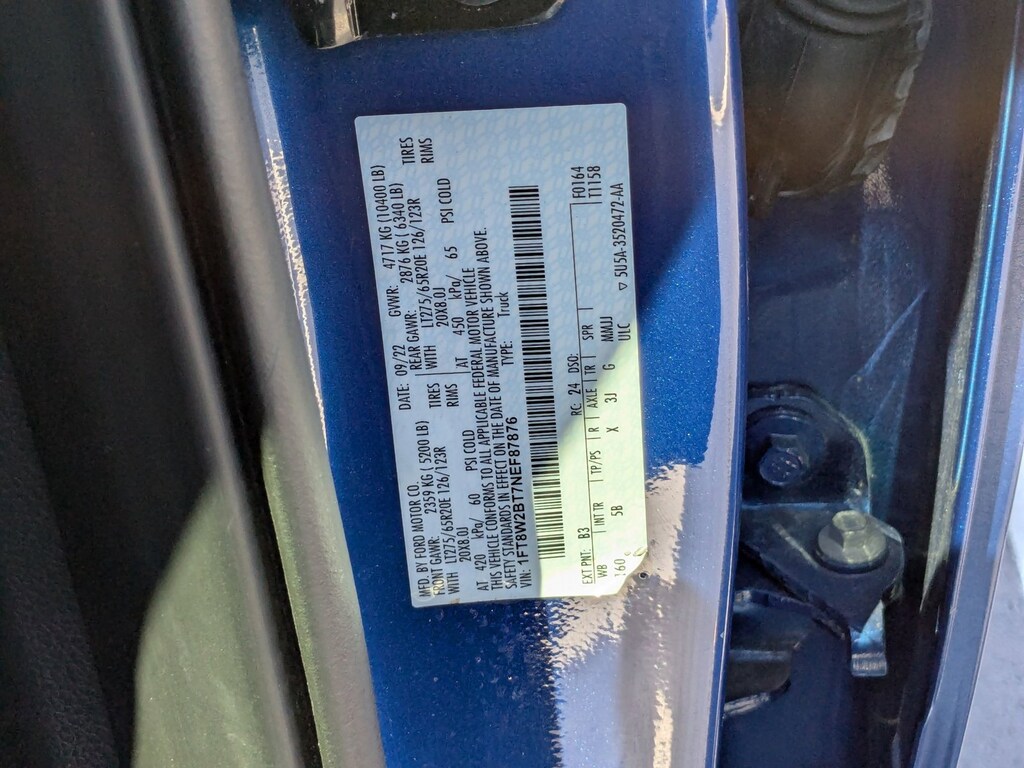 MFD. BY FORD MOTOR CO. DATE: 09/22 GVWR: 4717 KG (10400 LB)
FRONT GAWR: 2359 KG ( 5200 LB) REAR GAWR: 2876 KG ( 6340 LB)
WITH LT275/65R20E 126/123R TIRES WITH LT275/65R20E 126/123R TIRES
20X8.0J RIMS 20X8.0J RIMS
AT 420 kPa/ 60 PSI COLD AT 450 kPa/ 65 PSI COLD
THIS VEHICLE CONFORMS TO ALL APPLICABLE FEDERAL MOTOR VEHICLE
SAFETY STANDARDS IN EFFECT ON THE DATE OF MANUFACTURE SHOWN ABOVE.
VIN: 1FT8W2BT7NEF87876 TYPE: Truck
EXT PNT: B3 RC: 24 DSO: F0164
WB INT TR TP/PS R AXLE TR SPR T1158
160 5B X 3J G MMUJ
ULC
▽ 5U5A-3520472-AA